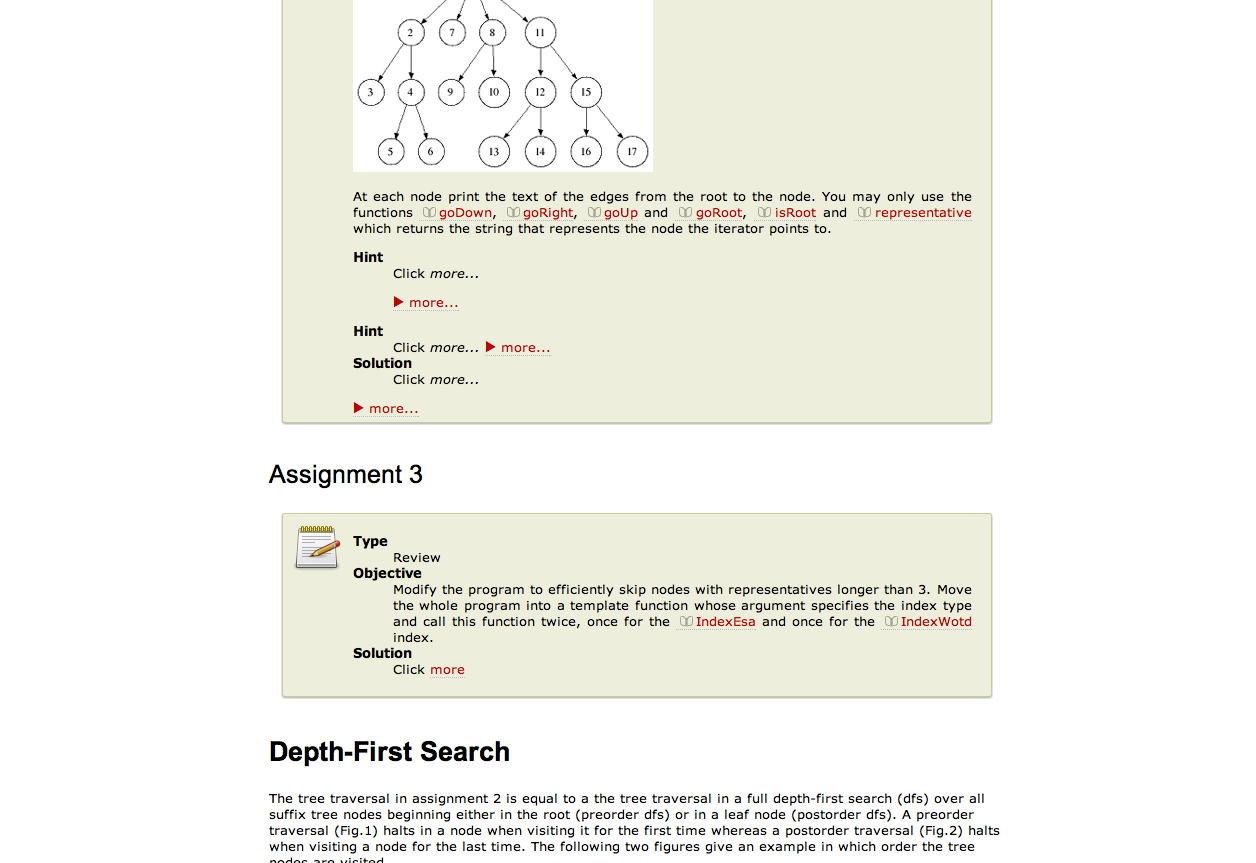 2 7 8 11
3 4 9 10 12 15
5 6 13 14 16 17
At each node print the text of the edges from the root to the node. You may only use the
functions goDown, goRight, goUp and goRoot, isRoot and representative
which returns the string that represents the node the iterator points to.
Hint
Click more...
more...
Hint
Click more... more...
Solution
Click more...
more...
Assignment 3
Type
Review
Objective
Modify the program to efficiently skip nodes with representatives longer than 3. Move
the whole program into a template function whose argument specifies the index type
and call this function twice, once for the IndexEsa and once for the IndexWotd
index.
Solution
Click more
Depth-First Search
The tree traversal in assignment 2 is equal to a the tree traversal in a full depth-first search (dfs) over all
suffix tree nodes beginning either in the root (preorder dfs) or in a leaf node (postorder dfs). A preorder
traversal (Fig.1) halts in a node when visiting it for the first time whereas a postorder traversal (Fig.2) halts
when visiting a node for the last time. The following two figures give an example in which order the tree
nodes are visited.